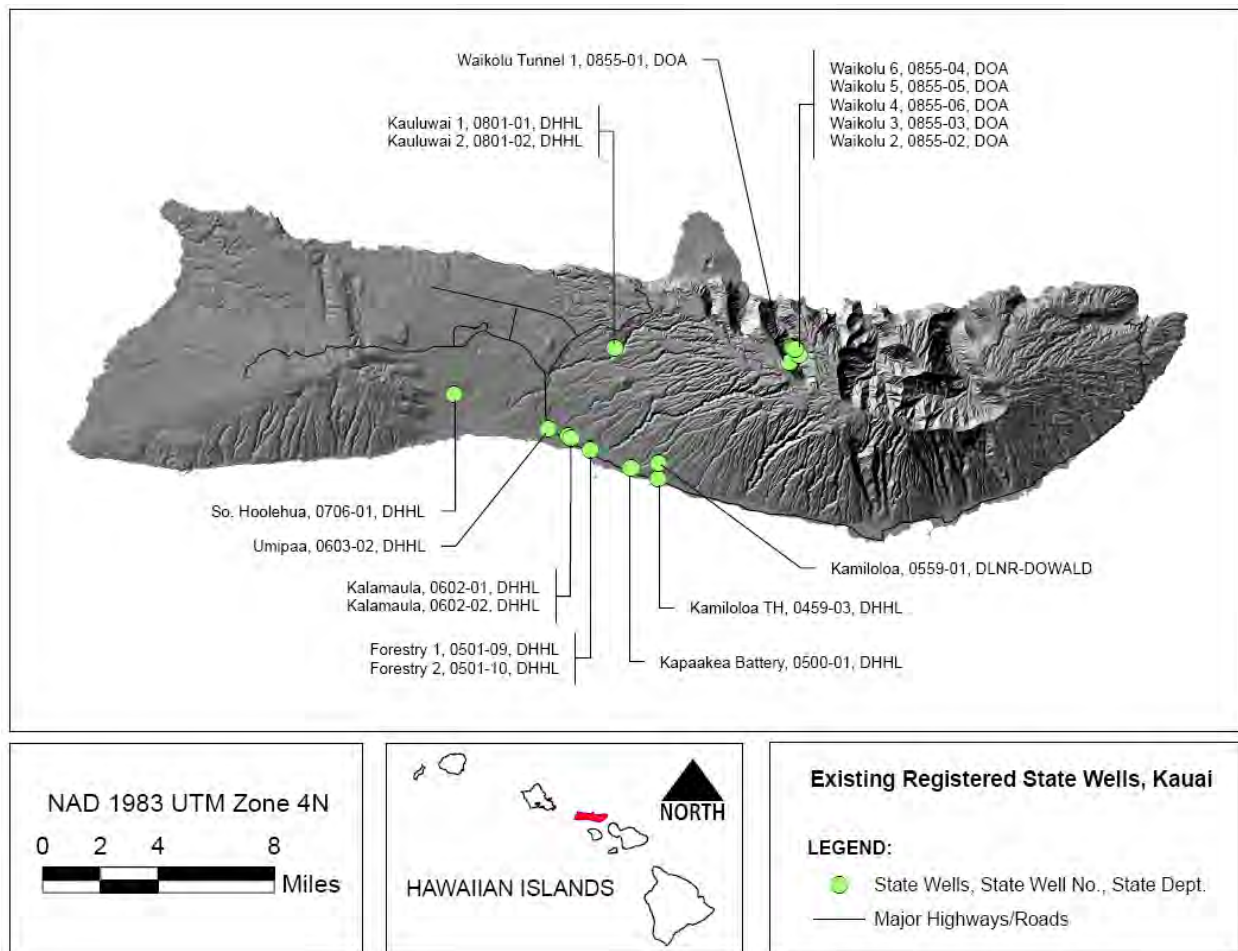 Waikolu Tunnel 1, 0855-01, DOA
Waikolu 6, 0855-04, DOA
Waikolu 5, 0855-05, DOA
Waikolu 4, 0855-06, DOA
Waikolu 3, 0855-03, DOA
Waikolu 2, 0855-02, DOA
Kauluwai 1, 0801-01, DHHL
Kauluwai 2, 0801-02, DHHL
So. Hoolehua, 0706-01, DHHL
Umipaa, 0603-02, DHHL
Kalamaula, 0602-01, DHHL
Kalamaula, 0602-02, DHHL
Forestry 1, 0501-09, DHHL
Forestry 2, 0501-10, DHHL
Kamiloloa, 0559-01, DLNR-DOWALD
Kamiloloa TH, 0459-03, DHHL
Kapaakea Battery, 0500-01, DHHL
NAD 1983 UTM Zone 4N
0 2 4 8
Miles
NORTH
HAWAIIAN ISLANDS
Existing Registered State Wells, Kauai
LEGEND:
State Wells, State Well No., State Dept.
Major Highways/Roads